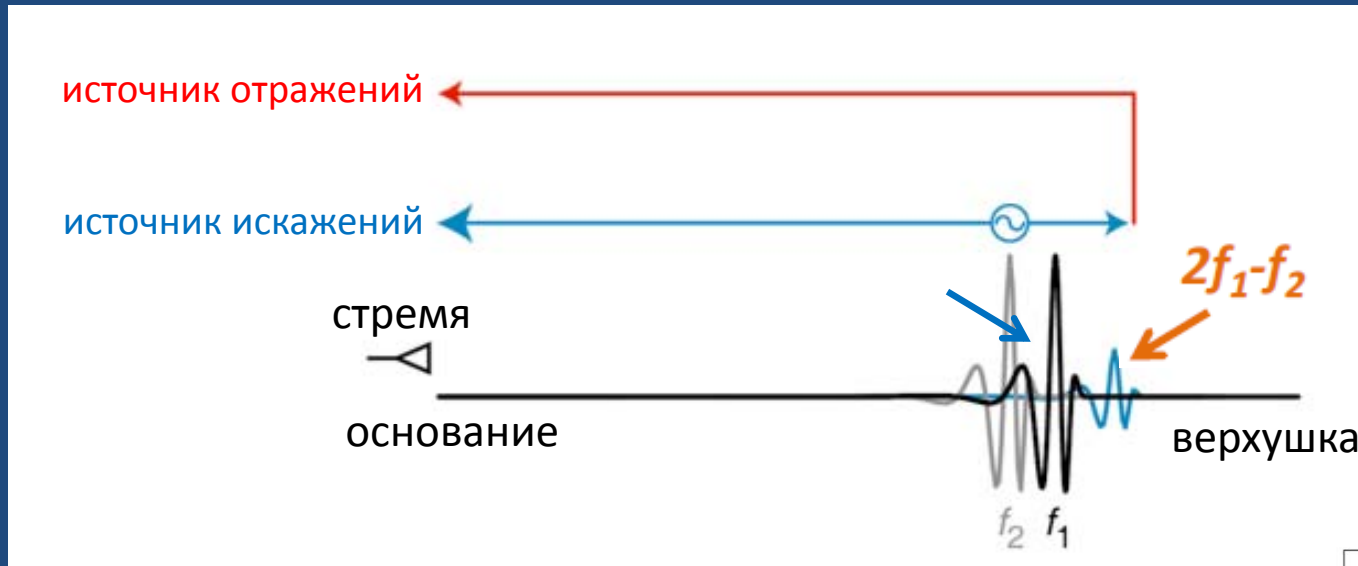 источник отражений
источник искажений
2f₁-f₂
стремя
основание
верхушка
f₂ f₁